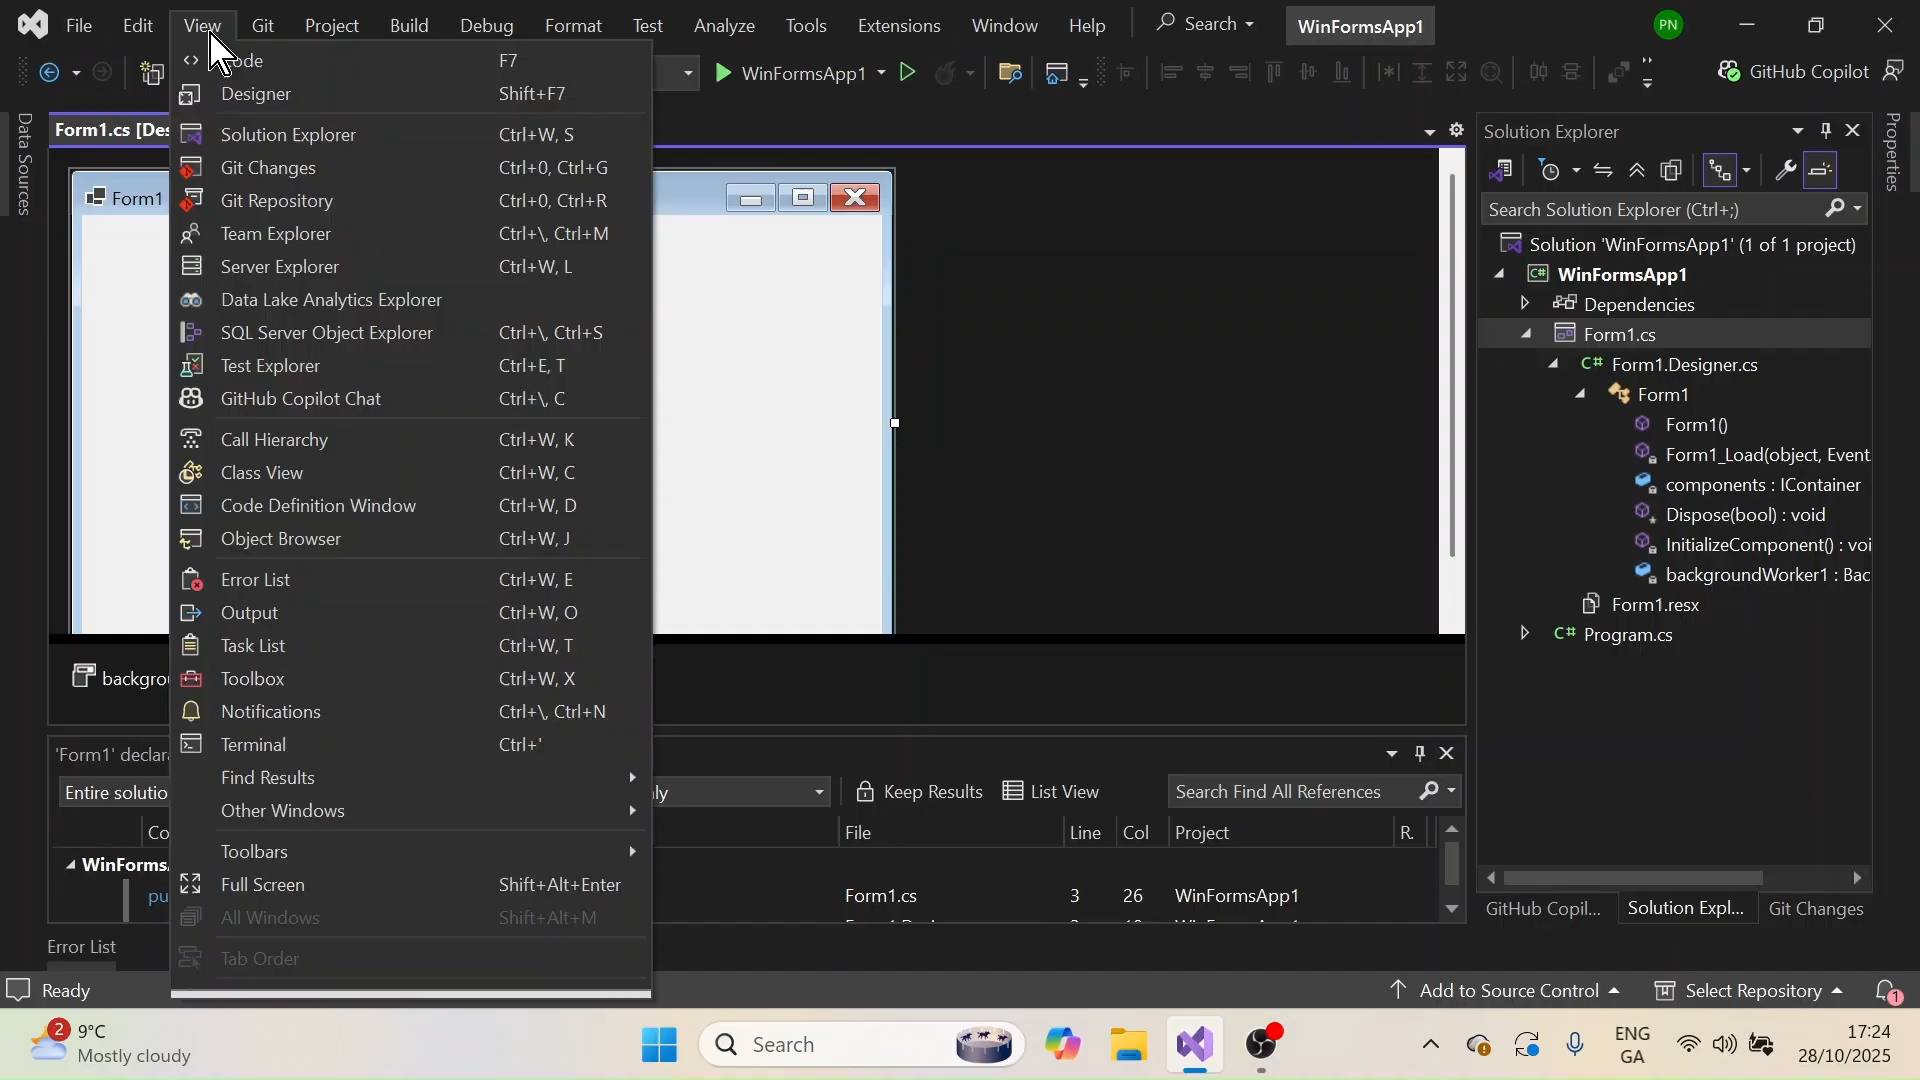 File Edit View Git Project Build Debug Format Test Analyze Tools Extensions Window Help Search WinFormsApp1 PN
WinFormsApp1 GitHub Copilot
Data Sources
Form1.cs [Des
Form1
ode F7
Designer Shift+F7
Solution Explorer Ctrl+W, S
Git Changes Ctrl+0, Ctrl+G
Git Repository Ctrl+0, Ctrl+R
Team Explorer Ctrl+\, Ctrl+M
Server Explorer Ctrl+W, L
Data Lake Analytics Explorer
SQL Server Object Explorer Ctrl+\, Ctrl+S
Test Explorer Ctrl+E, T
GitHub Copilot Chat Ctrl+\, C
Call Hierarchy Ctrl+W, K
Class View Ctrl+W, C
Code Definition Window Ctrl+W, D
Object Browser Ctrl+W, J
Error List Ctrl+W, E
Output Ctrl+W, O
Task List Ctrl+W, T
Toolbox Ctrl+W, X
Notifications Ctrl+\, Ctrl+N
Terminal Ctrl+'
Find Results
Other Windows
Toolbars
Full Screen Shift+Alt+Enter
All Windows Shift+Alt+M
Tab Order
backgrou
'Form1' declara
Entire solutio
ly Keep Results List View Search Find All References
Co
File Line Col Project R.
WinForms
pu
Form1.cs 3 26 WinFormsApp1
Error List
Solution Explorer
Search Solution Explorer (Ctrl+;)
Solution 'WinFormsApp1' (1 of 1 project)
C# WinFormsApp1
Dependencies
Form1.cs
C# Form1.Designer.cs
Form1
Form1()
Form1_Load(object, Event
components : IContainer
Dispose(bool) : void
InitializeComponent() : voi
backgroundWorker1 : Bac
Form1.resx
C# Program.cs
GitHub Copil... Solution Expl... Git Changes
Properties
Ready Add to Source Control Select Repository 1
2 9°C
Mostly cloudy
Search
ENG
GA
17:24
28/10/2025